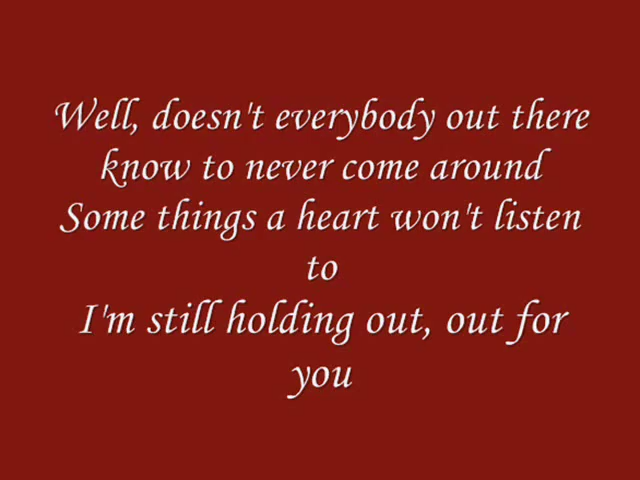 Well, doesn't everybody out there
know to never come around
Some things a heart won't listen
to
I'm still holding out, out for
you